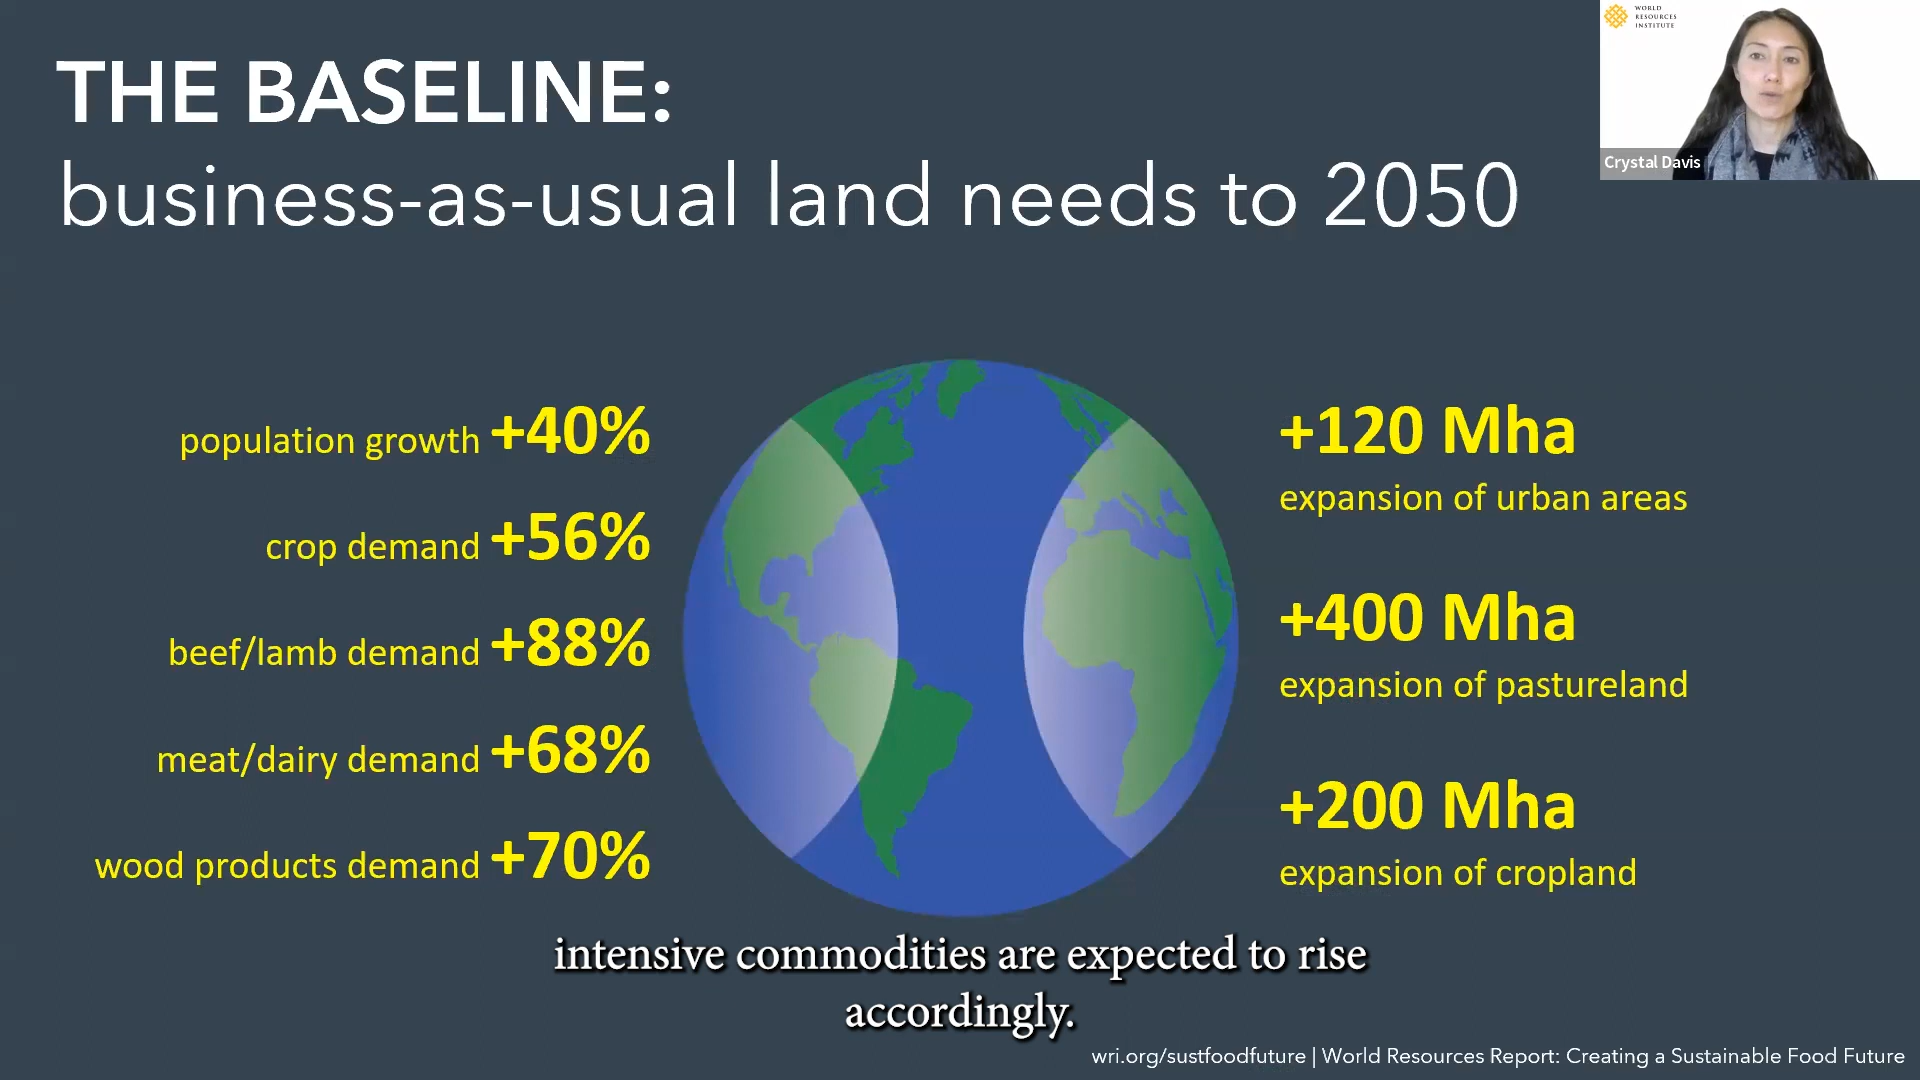 THE BASELINE:
business-as-usual land needs to 2050
WORLD
RESOURCES
INSTITUTE
Crystal Davis
population growth +40%
crop demand +56%
beef/lamb demand +88%
meat/dairy demand +68%
wood products demand +70%
+120 Mha
expansion of urban areas
+400 Mha
expansion of pastureland
+200 Mha
expansion of cropland
intensive commodities are expected to rise
accordingly.
wri.org/sustfoodfuture | World Resources Report: Creating a Sustainable Food Future